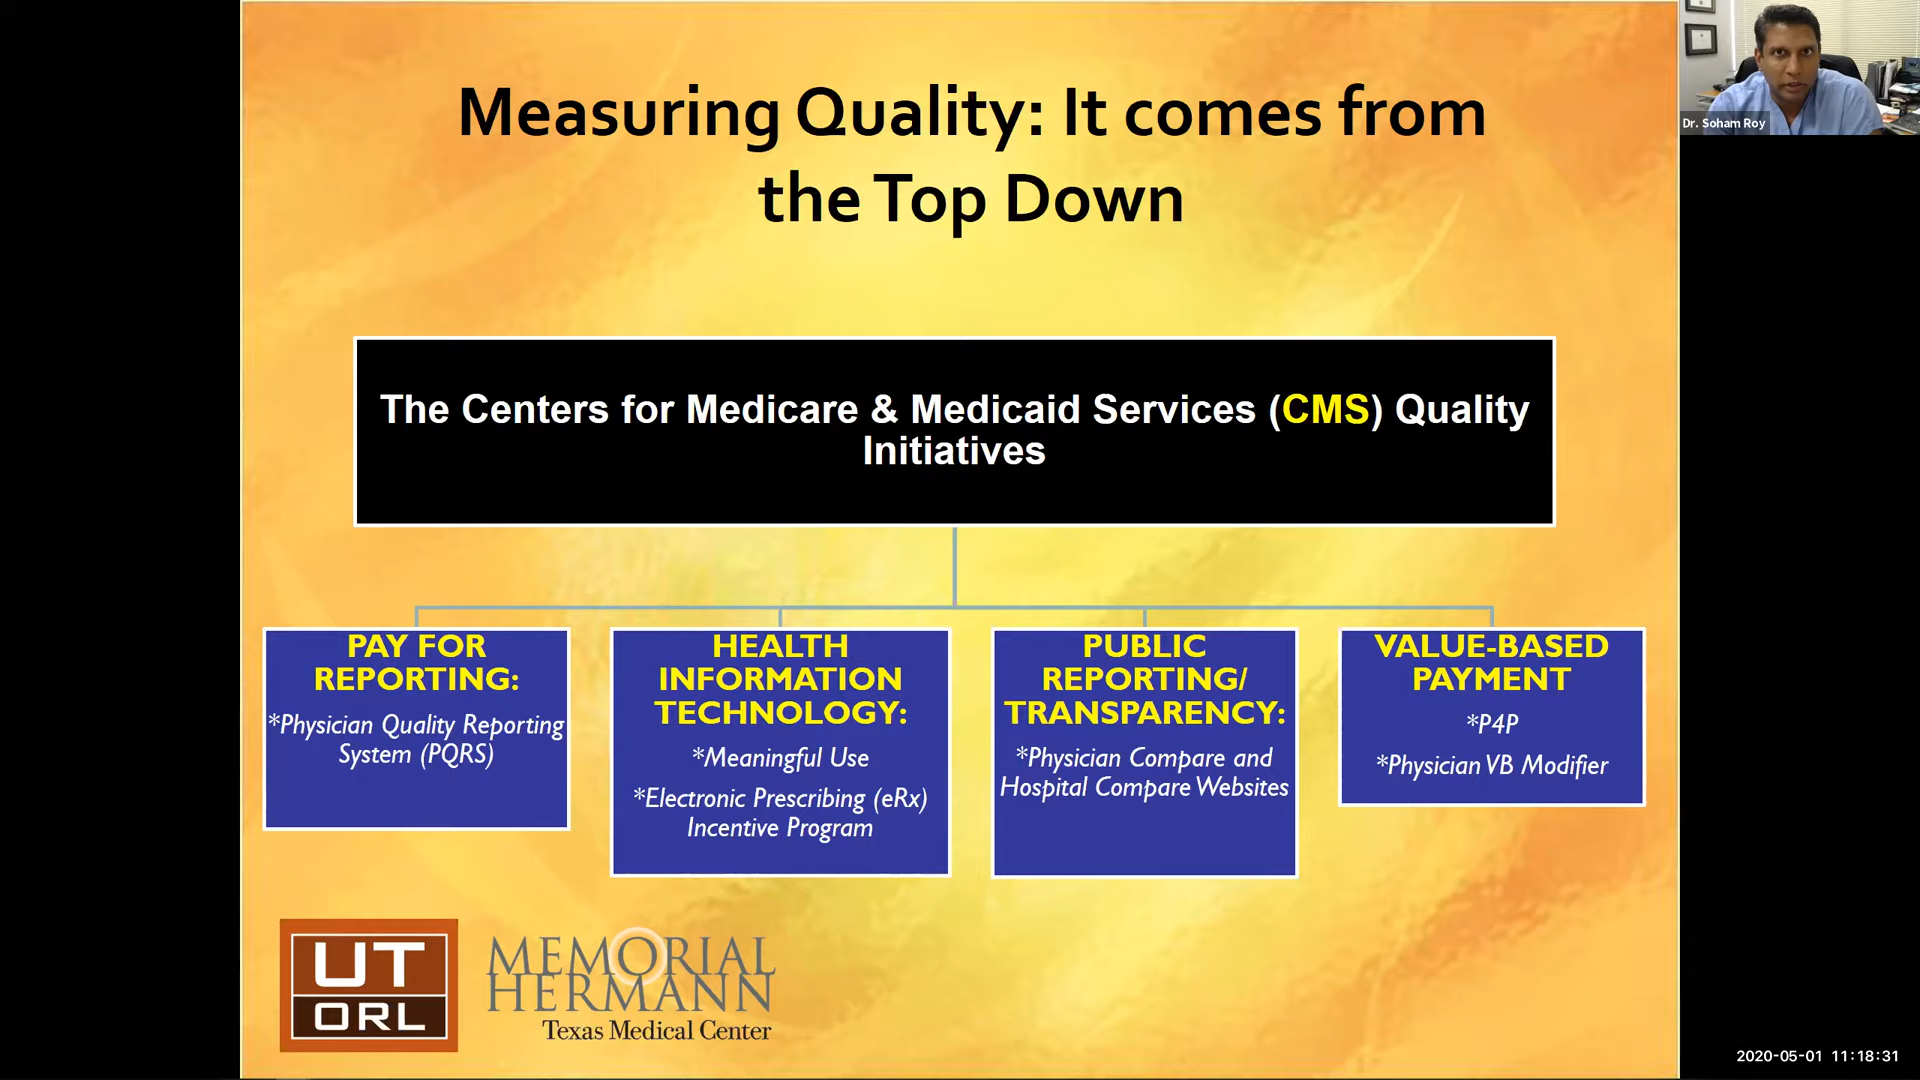 Measuring Quality: It comes from
the Top Down
Dr. Soham Roy
The Centers for Medicare & Medicaid Services (CMS) Quality
Initiatives
PAY FOR
REPORTING:
*Physician Quality Reporting
System (PQRS)
HEALTH
INFORMATION
TECHNOLOGY:
*Meaningful Use
*Electronic Prescribing (eRx)
Incentive Program
PUBLIC
REPORTING/
TRANSPARENCY:
*Physician Compare and
Hospital Compare Websites
VALUE-BASED
PAYMENT
*P4P
*Physician VB Modifier
UT
ORL
MEMORIAL
HERMANN
Texas Medical Center
2020-05-01 11:18:31